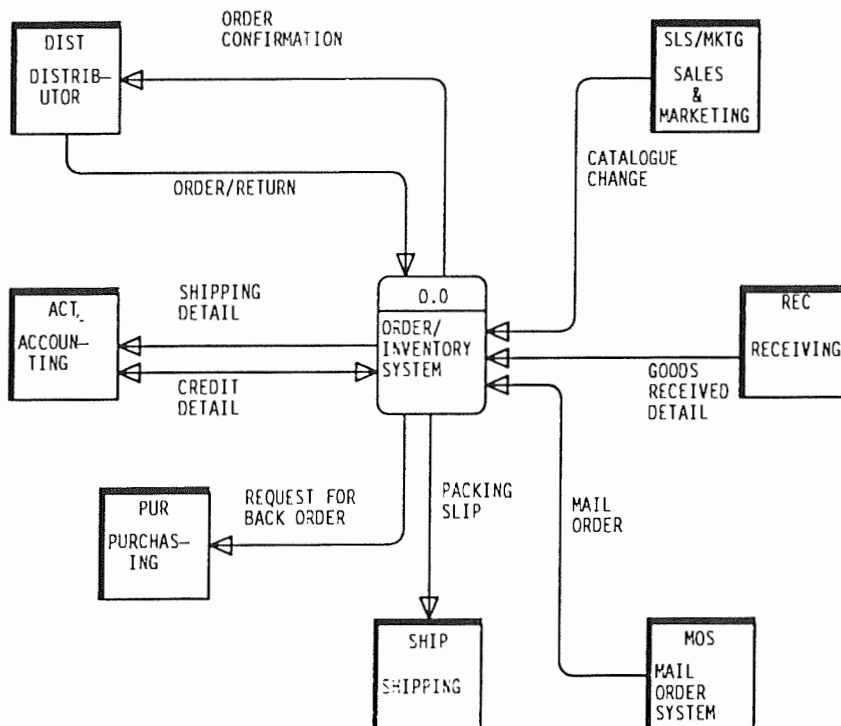 ORDER
CONFIRMATION
DIST
DISTRIB-
UTOR
SLS/MKTG
SALES
&
MARKETING
ORDER/RETURN
CATALOGUE
CHANGE
ACT.
ACCOUN-
TING
SHIPPING
DETAIL
0.0
ORDER/
INVENTORY
SYSTEM
REC
RECEIVING
CREDIT
DETAIL
GOODS
RECEIVED
DETAIL
PUR
PURCHAS-
ING
REQUEST FOR
BACK ORDER
PACKING
SLIP
MAIL
ORDER
SHIP
SHIPPING
MOS
MAIL
ORDER
SYSTEM